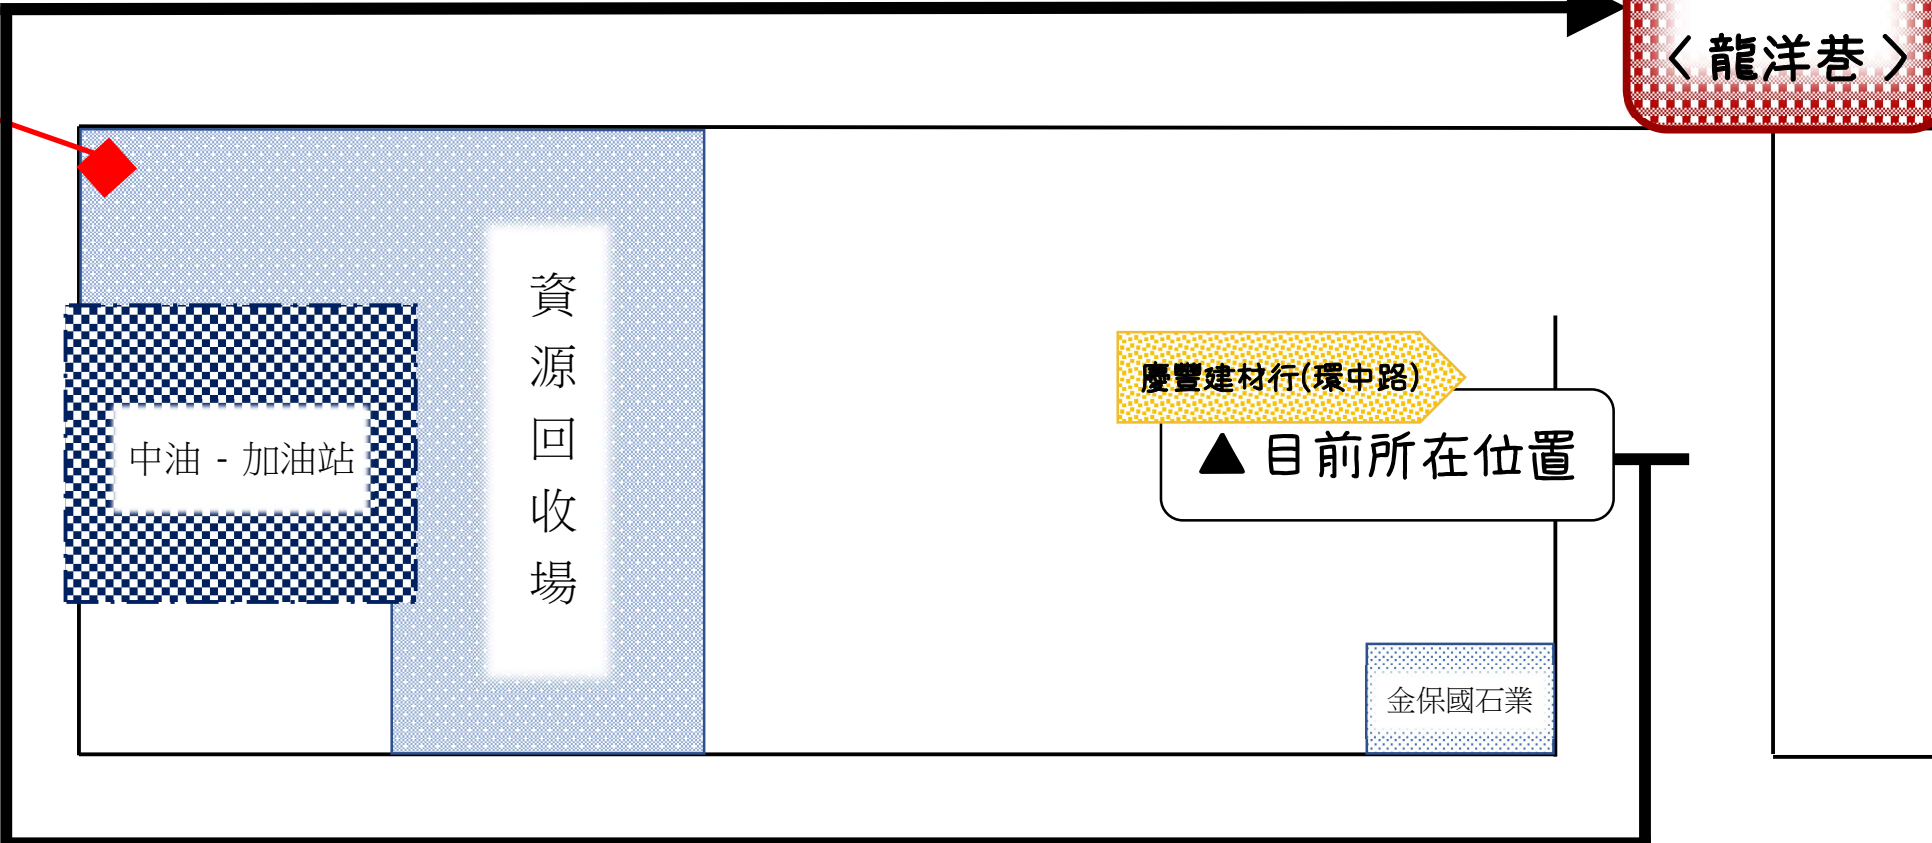 〈 龍洋巷 〉
資源回收場
慶豐建材行(環中路)
▲目前所在位置
中油 - 加油站
金保國石業